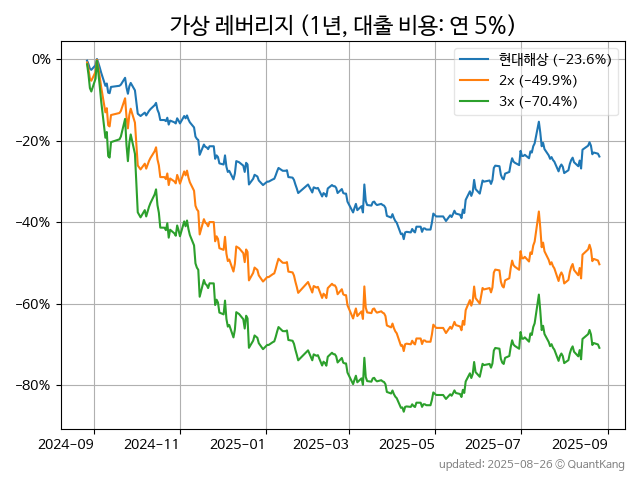 가상 레버리지 (1년, 대출 비용: 연 5%)
현대해상 (−23.6%)
2x (−49.9%)
3x (−70.4%)
0%
−20%
−40%
−60%
−80%
2024-09 2024-11 2025-01 2025-03 2025-05 2025-07 2025-09
updated: 2025-08-26 © QuantKang